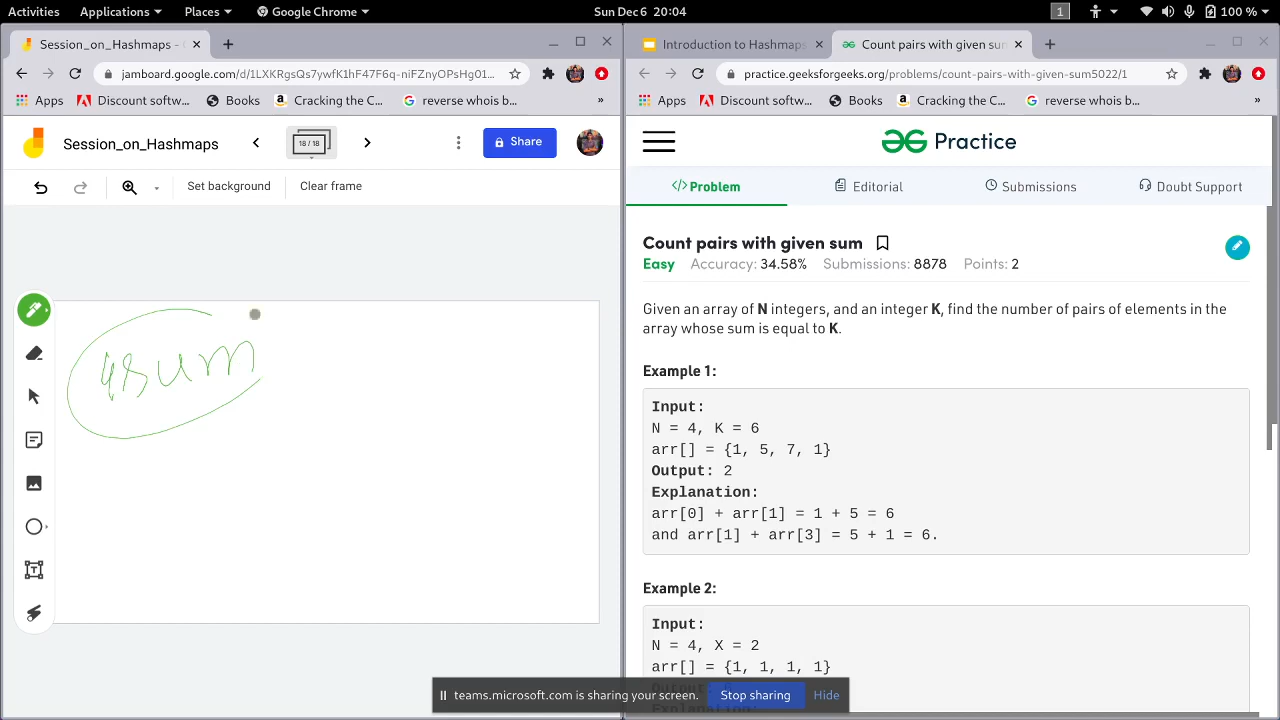 Activities Applications Places Google Chrome Sun Dec 6 20:04 1 100 %
Session_on_Hashmaps -
jamboard.google.com/d/1LXKRgsQs7ywfK1hF47F6q-niFZnyOPsHg01...
Apps Discount softw... Books Cracking the C... reverse whois b... »
Session_on_Hashmaps 18 / 18 Share
Set background Clear frame
4sum
Introduction to Hashmaps Count pairs with given sum
practice.geeksforgeeks.org/problems/count-pairs-with-given-sum5022/1
Apps Discount softw... Books Cracking the C... reverse whois b... »
Practice
</> Problem Editorial Submissions Doubt Support
Count pairs with given sum
Easy Accuracy: 34.58% Submissions: 8878 Points: 2
Given an array of N integers, and an integer K, find the number of pairs of elements in the
array whose sum is equal to K.
Example 1:
Input:
N = 4, K = 6
arr[] = {1, 5, 7, 1}
Output: 2
Explanation:
arr[0] + arr[1] = 1 + 5 = 6
and arr[1] + arr[3] = 5 + 1 = 6.
Example 2:
Input:
N = 4, X = 2
arr[] = {1, 1, 1, 1}
teams.microsoft.com is sharing your screen. Stop sharing Hide